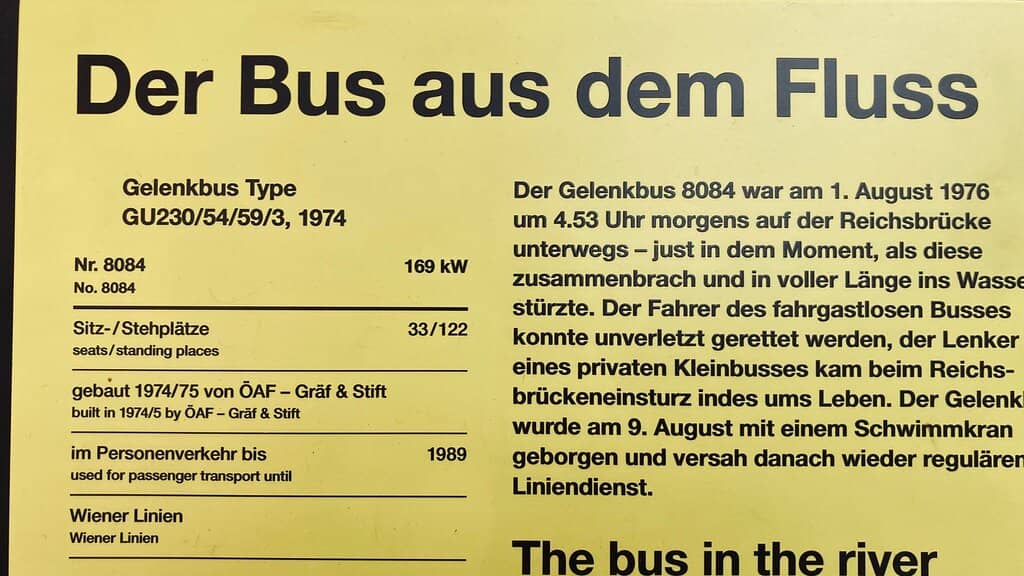 Der Bus aus dem Fluss
Gelenkbus Type
GU230/54/59/3, 1974
Nr. 8084 169 kW
No. 8084
Sitz-/Stehplätze 33/122
seats/standing places
gebaut 1974/75 von ÖAF – Gräf & Stift
built in 1974/5 by ÖAF – Gräf & Stift
im Personenverkehr bis 1989
used for passenger transport until
Wiener Linien
Wiener Linien
Der Gelenkbus 8084 war am 1. August 1976
um 4.53 Uhr morgens auf der Reichsbrücke
unterwegs – just in dem Moment, als diese
zusammenbrach und in voller Länge ins Wasse
stürzte. Der Fahrer des fahrgastlosen Busses
konnte unverletzt gerettet werden, der Lenker
eines privaten Kleinbusses kam beim Reichs-
brückeneinsturz indes ums Leben. Der Gelenk
wurde am 9. August mit einem Schwimmkran
geborgen und versah danach wieder regulären
Liniendienst.
The bus in the river